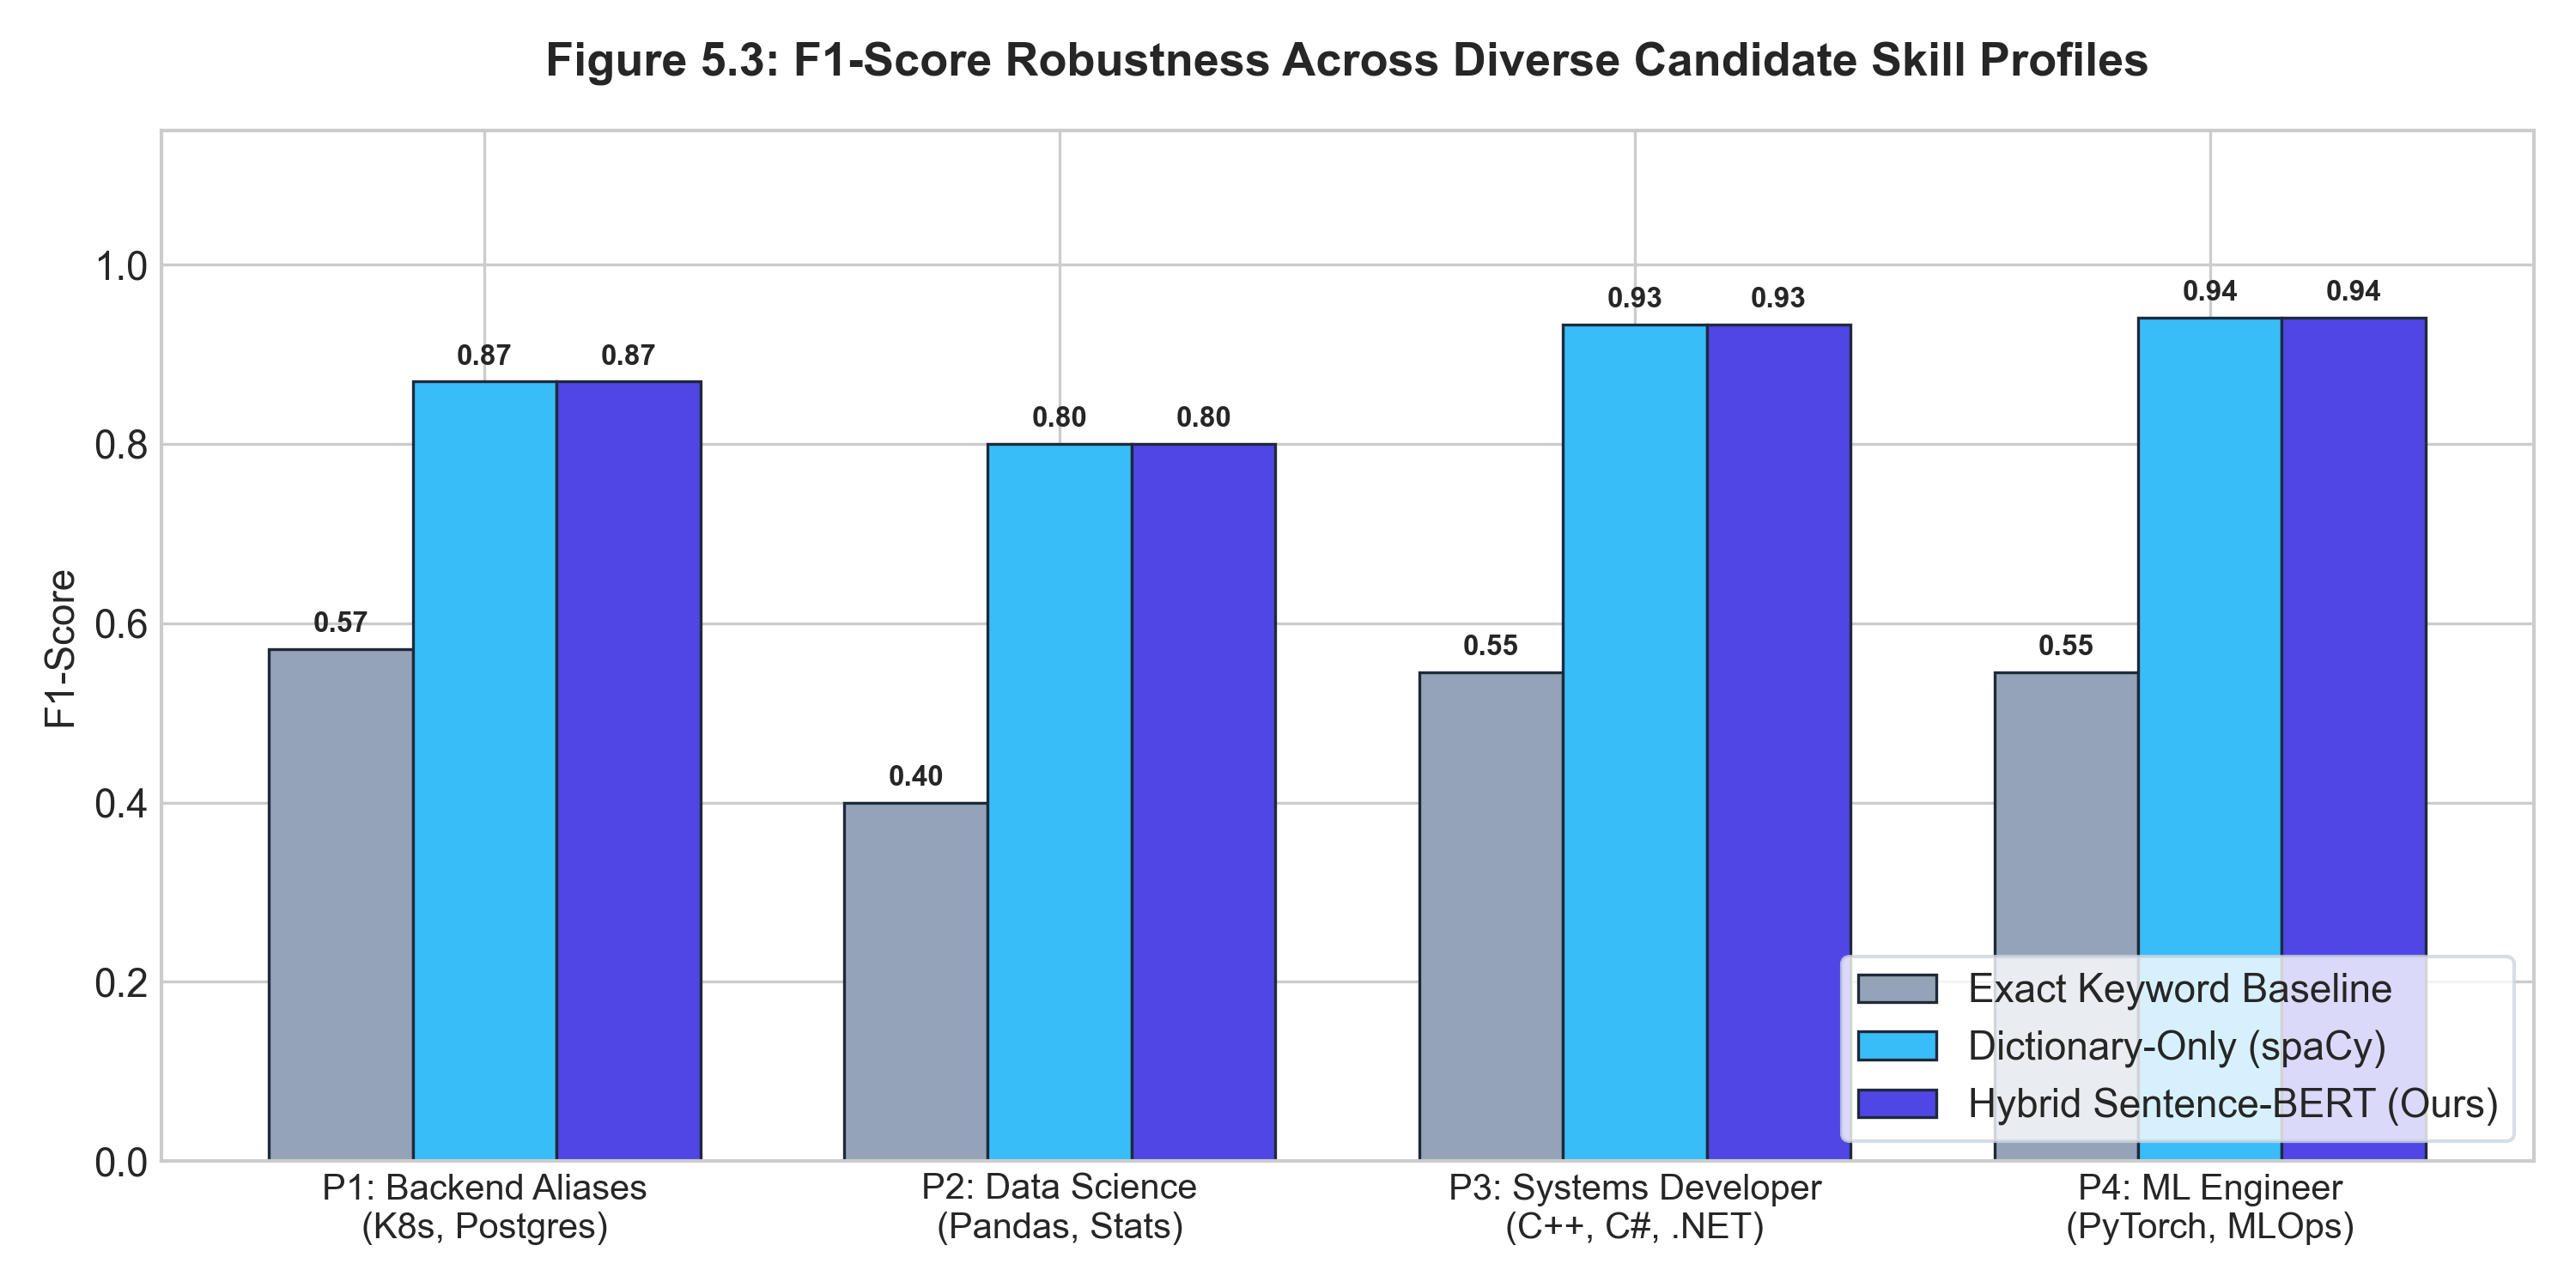 Figure 5.3: F1-Score Robustness Across Diverse Candidate Skill Profiles
F1-Score
1.0
0.8
0.6
0.4
0.2
0.0
0.57
0.87
0.87
0.40
0.80
0.80
0.55
0.93
0.93
0.55
0.94
0.94
P1: Backend Aliases
(K8s, Postgres)
P2: Data Science
(Pandas, Stats)
P3: Systems Developer
(C++, C#, .NET)
P4: ML Engineer
(PyTorch, MLOps)
Exact Keyword Baseline
Dictionary-Only (spaCy)
Hybrid Sentence-BERT (Ours)